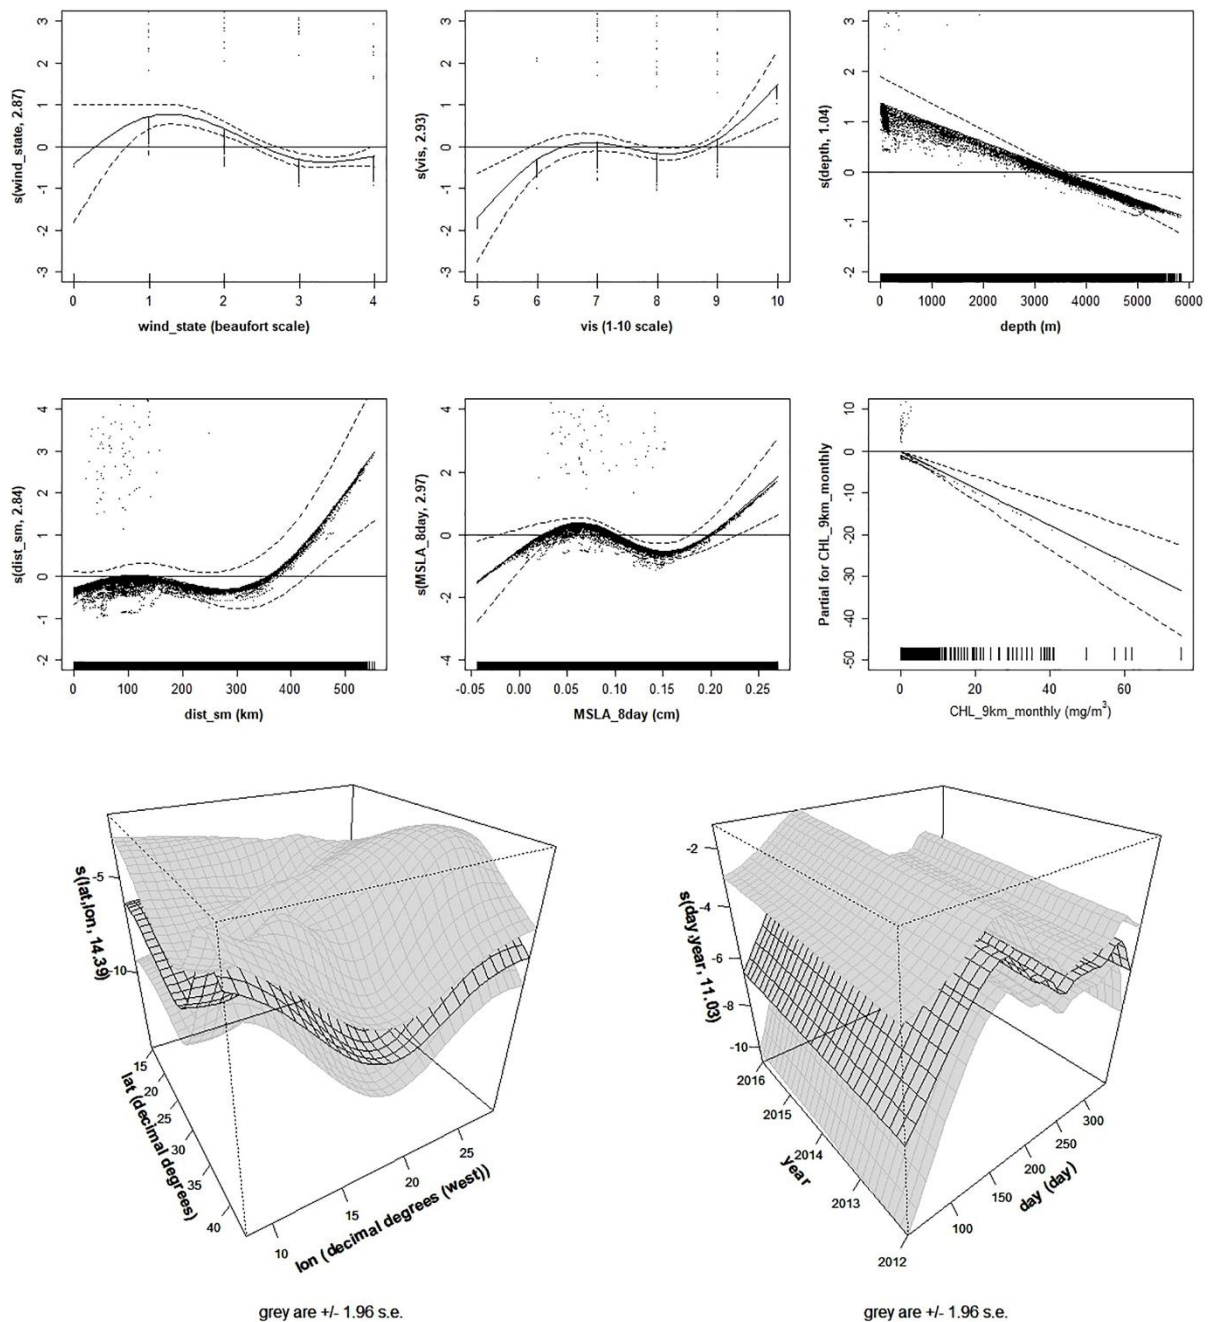 s(wind_state, 2.87)
3
2
1
0
-1
-2
-3
0 1 2 3 4
wind_state (beaufort scale)
s(vis, 2.93)
3
2
1
0
-1
-2
-3
5 6 7 8 9 10
vis (1-10 scale)
s(depth, 1.04)
3
2
1
0
-1
-2
0 1000 2000 3000 4000 5000 6000
depth (m)
s(dist_sm, 2.84)
4
3
2
1
0
-1
-2
0 100 200 300 400 500
dist_sm (km)
s(MSLA_8day, 2.97)
4
2
0
-2
-4
-0.05 0.00 0.05 0.10 0.15 0.20 0.25
MSLA_8day (cm)
Partial for CHL_9km_monthly
10
0
-10
-20
-30
-40
-50
0 20 40 60
CHL_9km_monthly (mg/m³)
s(lat,lon, 14.39)
-5
-10
15
20
25
30
35
40
lat (decimal degrees)
10 15 20 25
lon (decimal degrees (west))
grey are +/- 1.96 s.e.
s(day,year, 11.03)
-2
-4
-6
-8
-10
2016
2015
2014
2013
2012
year
100 150 200 250 300
day (day)
grey are +/- 1.96 s.e.